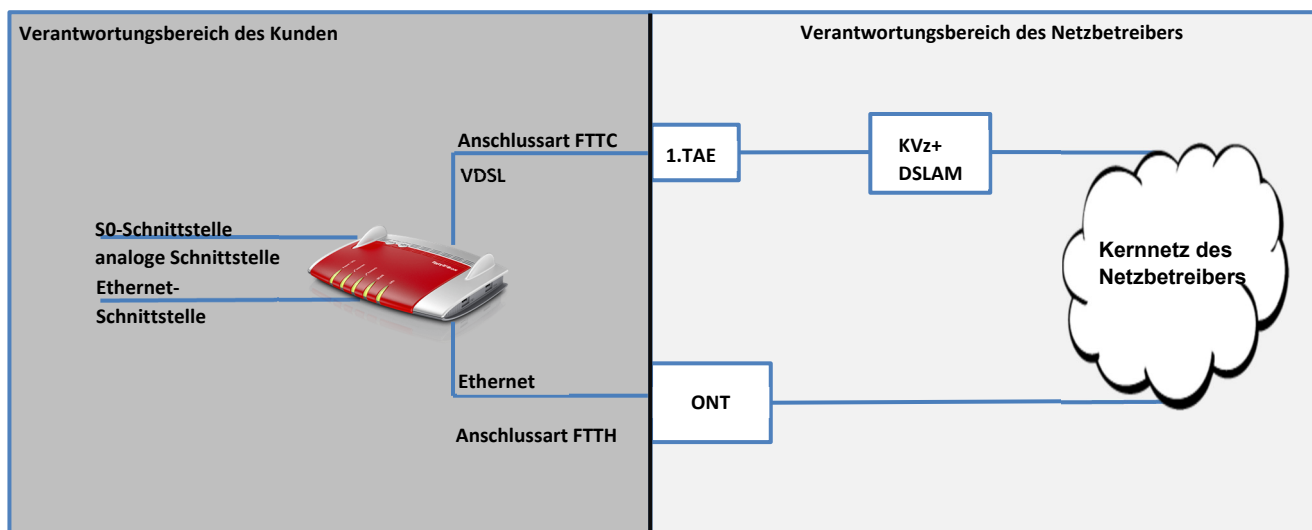 Verantwortungsbereich des Kunden
Verantwortungsbereich des Netzbetreibers
Anschlussart FTTC
VDSL
1.TAE
KVz+
DSLAM
S0-Schnittstelle
analoge Schnittstelle
Ethernet-
Schnittstelle
Kernnetz des
Netzbetreibers
Ethernet
ONT
Anschlussart FTTH